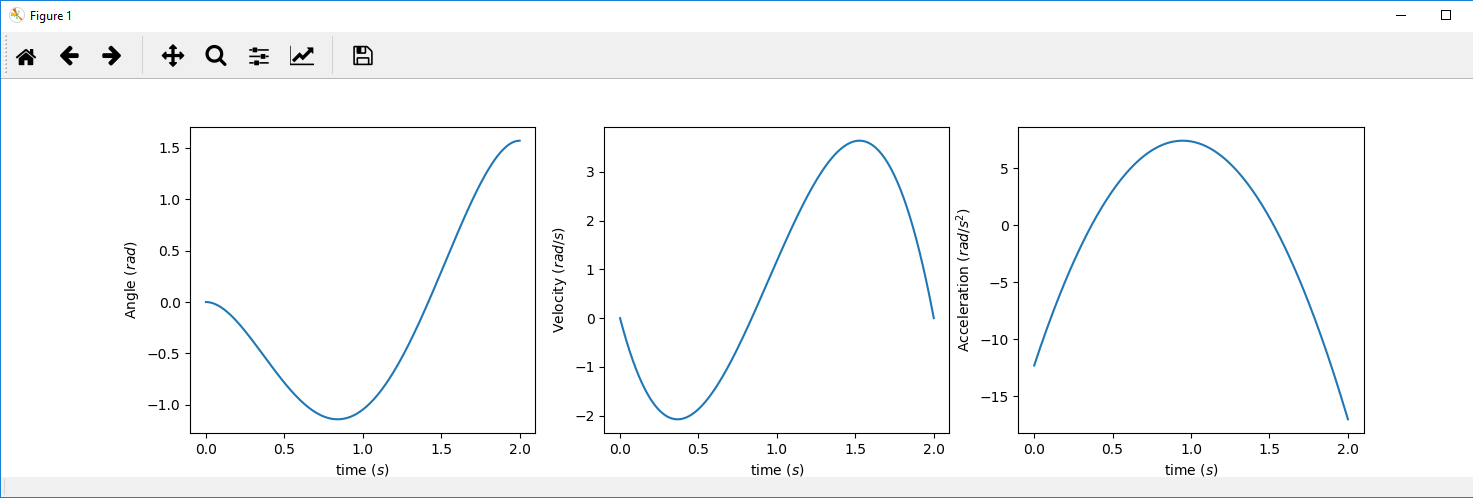 Figure 1
Angle (rad)
1.5
1.0
0.5
0.0
−0.5
−1.0
0.0 0.5 1.0 1.5 2.0
time (s)
Velocity (rad/s)
3
2
1
0
−1
−2
0.0 0.5 1.0 1.5 2.0
time (s)
Acceleration (rad/s²)
5
0
−5
−10
−15
0.0 0.5 1.0 1.5 2.0
time (s)